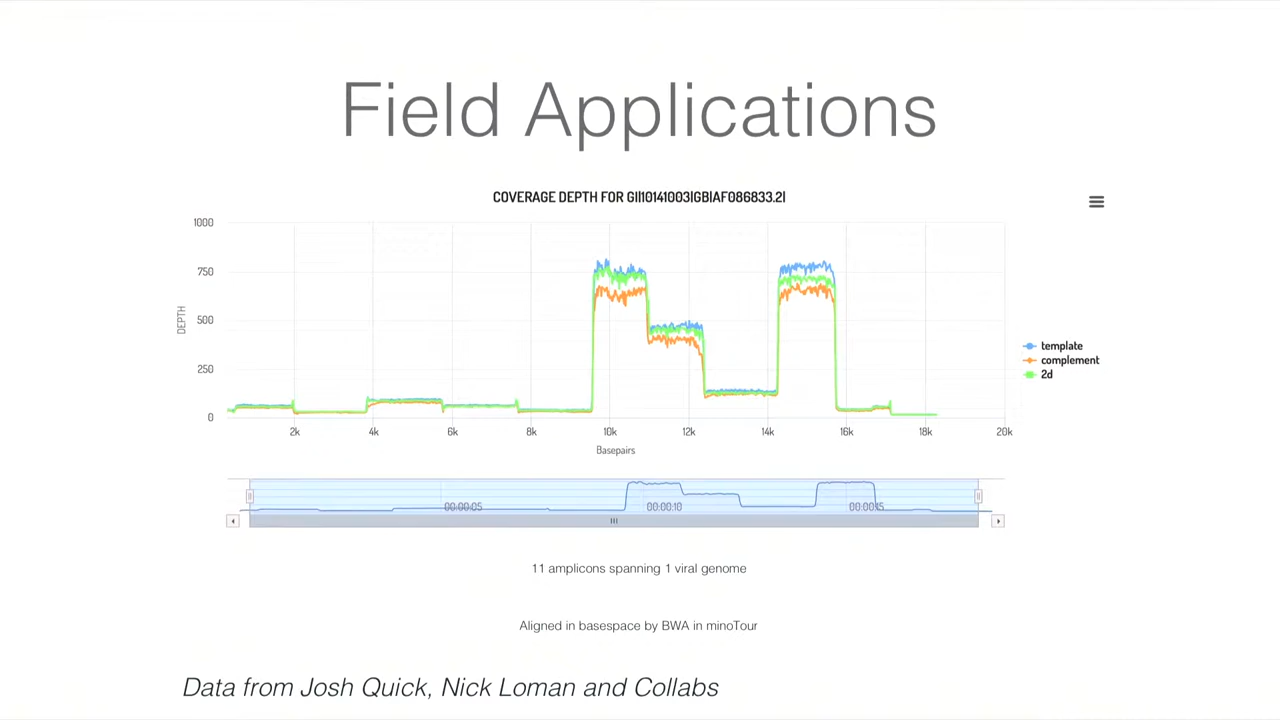 Field Applications
COVERAGE DEPTH FOR GI|10141003|GB|AF086833.2|
1000
750
500
250
0
DEPTH
2k 4k 6k 8k 10k 12k 14k 16k 18k 20k
Basepairs
template
complement
2d
00:00:05 00:00:10 00:00:15
11 amplicons spanning 1 viral genome
Aligned in basespace by BWA in minoTour
Data from Josh Quick, Nick Loman and Collabs